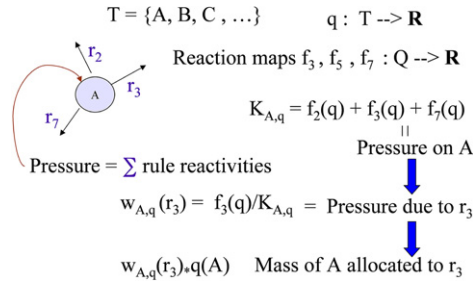 T = {A, B, C , …} q : T --> R
Reaction maps f3 , f5 , f7 : Q --> R
r2
A
r3
r7
KA,q = f2(q) + f3(q) + f7(q)
=
Pressure on A
Pressure = ∑ rule reactivities
wA,q(r3) = f3(q)/KA,q = Pressure due to r3
wA,q(r3)*q(A) Mass of A allocated to r3